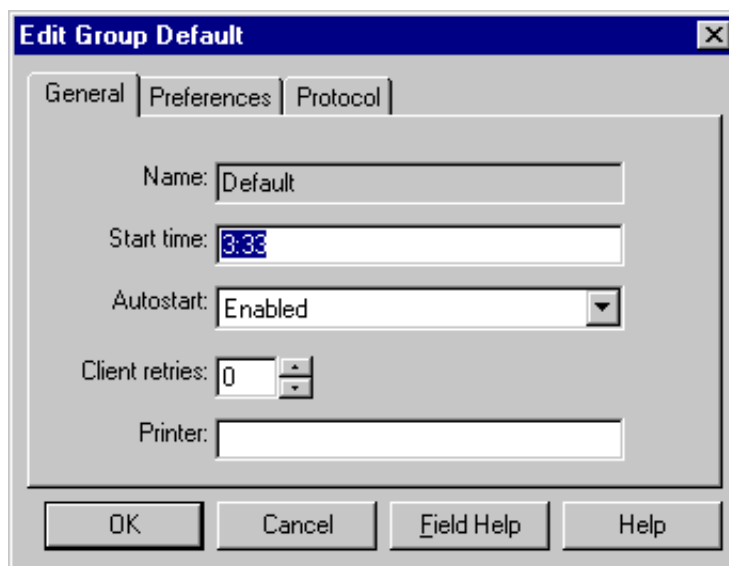 Edit Group Default
General Preferences Protocol
Name: Default
Start time: 3:33
Autostart: Enabled
Client retries: 0
Printer:
OK Cancel Field Help Help